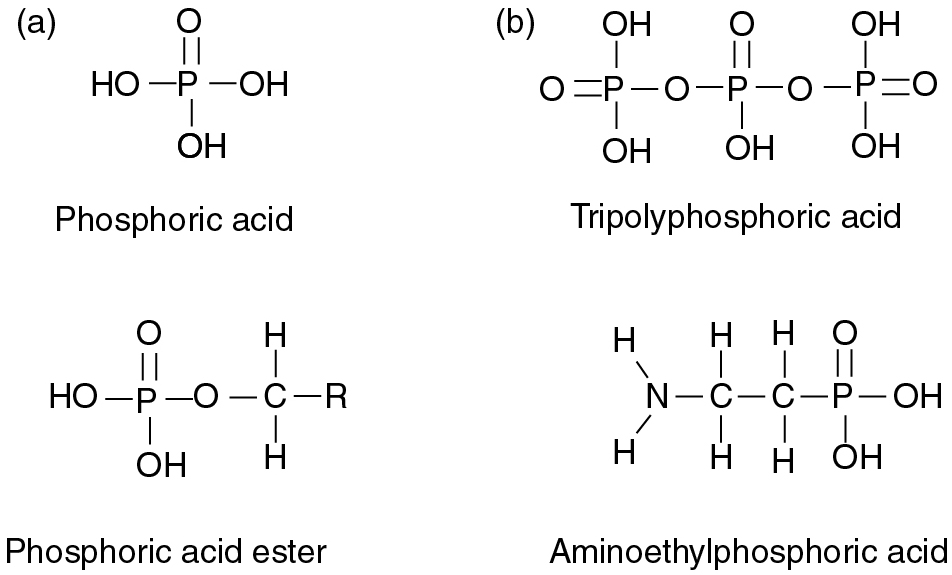 (a)
O
HO P OH
OH
Phosphoric acid
(b)
OH O OH
O P O P O P O
OH OH OH
Tripolyphosphoric acid
O H
HO P O C R
OH H
Phosphoric acid ester
H H H O
N C C P OH
H H H OH
Aminoethylphosphoric acid